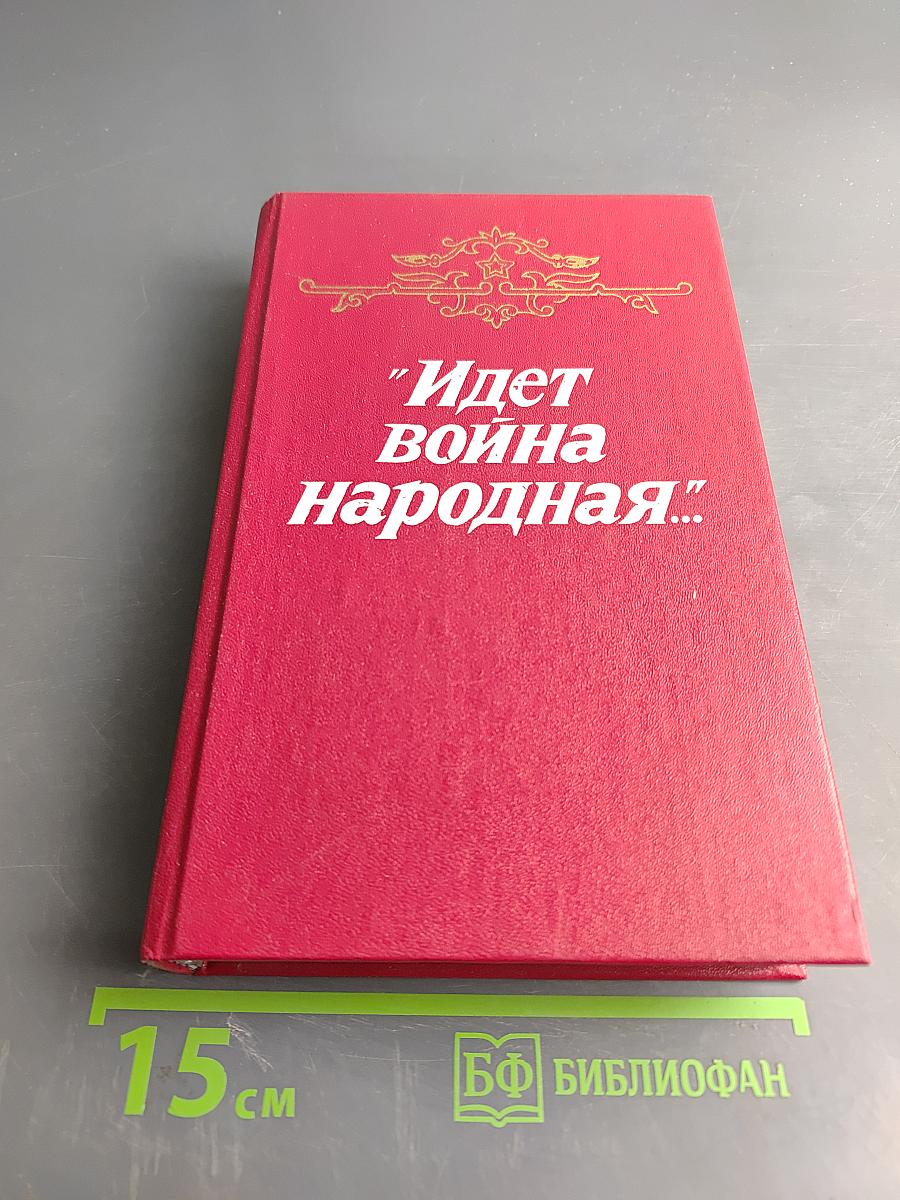 "Идет
война
народная..."
15 см
БФ БИБЛИОФАН